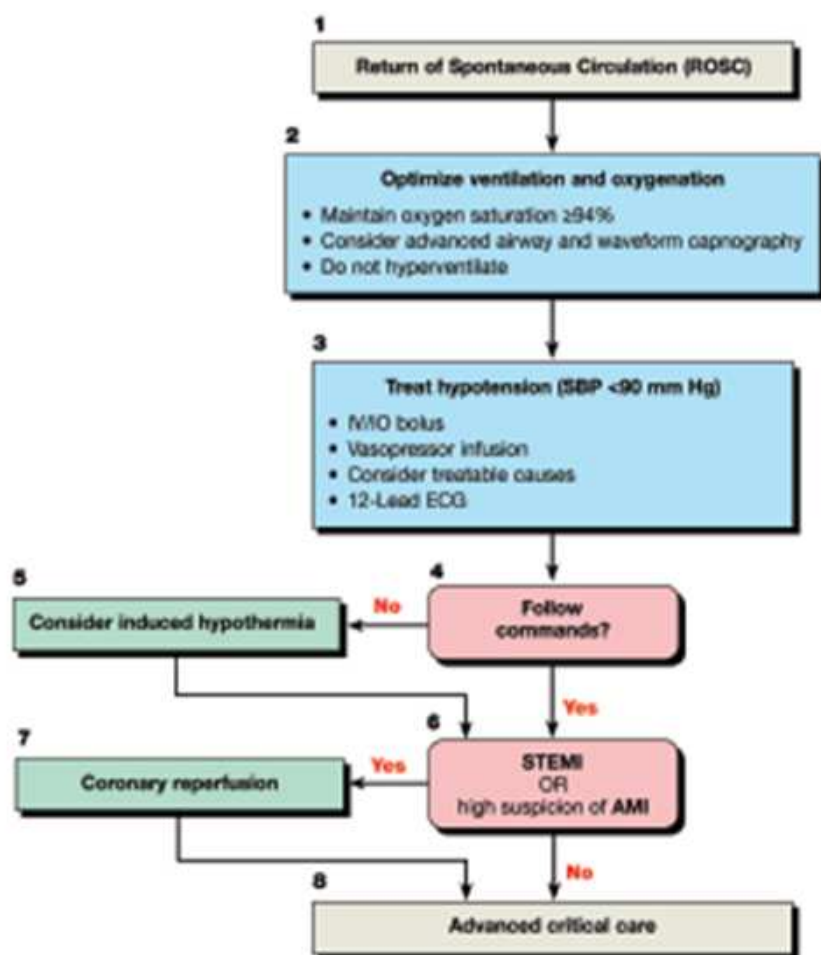 1
Return of Spontaneous Circulation (ROSC)
2
Optimize ventilation and oxygenation
• Maintain oxygen saturation ≥94%
• Consider advanced airway and waveform capnography
• Do not hyperventilate
3
Treat hypotension (SBP <90 mm Hg)
• IV/IO bolus
• Vasopressor infusion
• Consider treatable causes
• 12-Lead ECG
4
Follow
commands?
No
5
Consider induced hypothermia
Yes
6
STEMI
OR
high suspicion of AMI
Yes
7
Coronary reperfusion
No
8
Advanced critical care